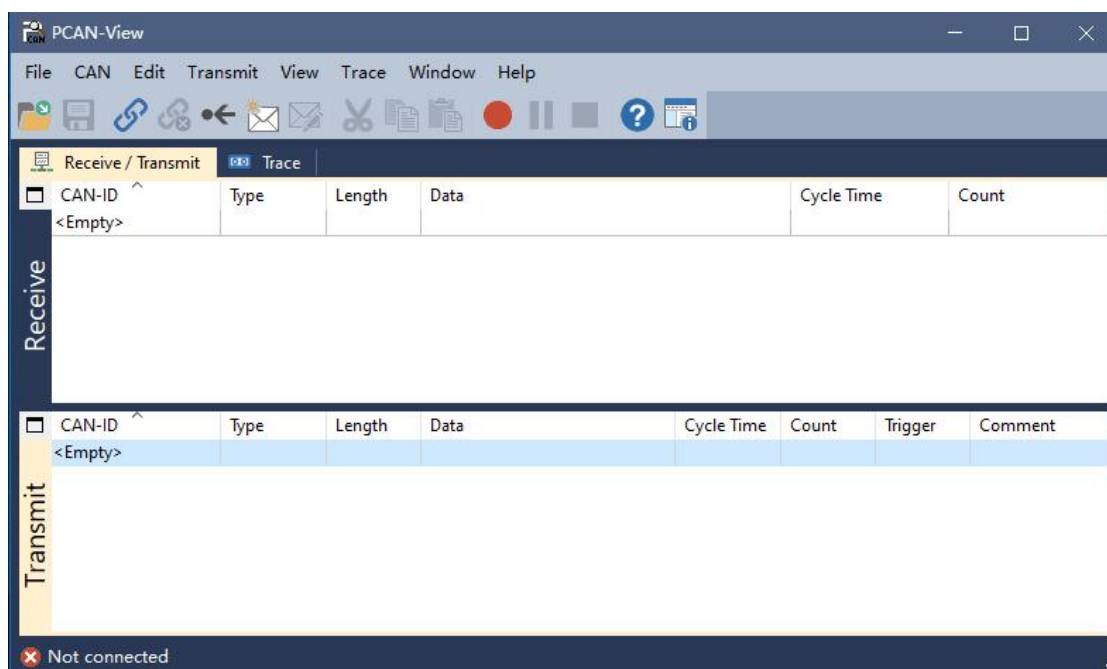 PCAN-View
File CAN Edit Transmit View Trace Window Help
Receive / Transmit Trace
CAN-ID Type Length Data Cycle Time Count
<Empty>
Receive
CAN-ID Type Length Data Cycle Time Count Trigger Comment
<Empty>
Transmit
Not connected